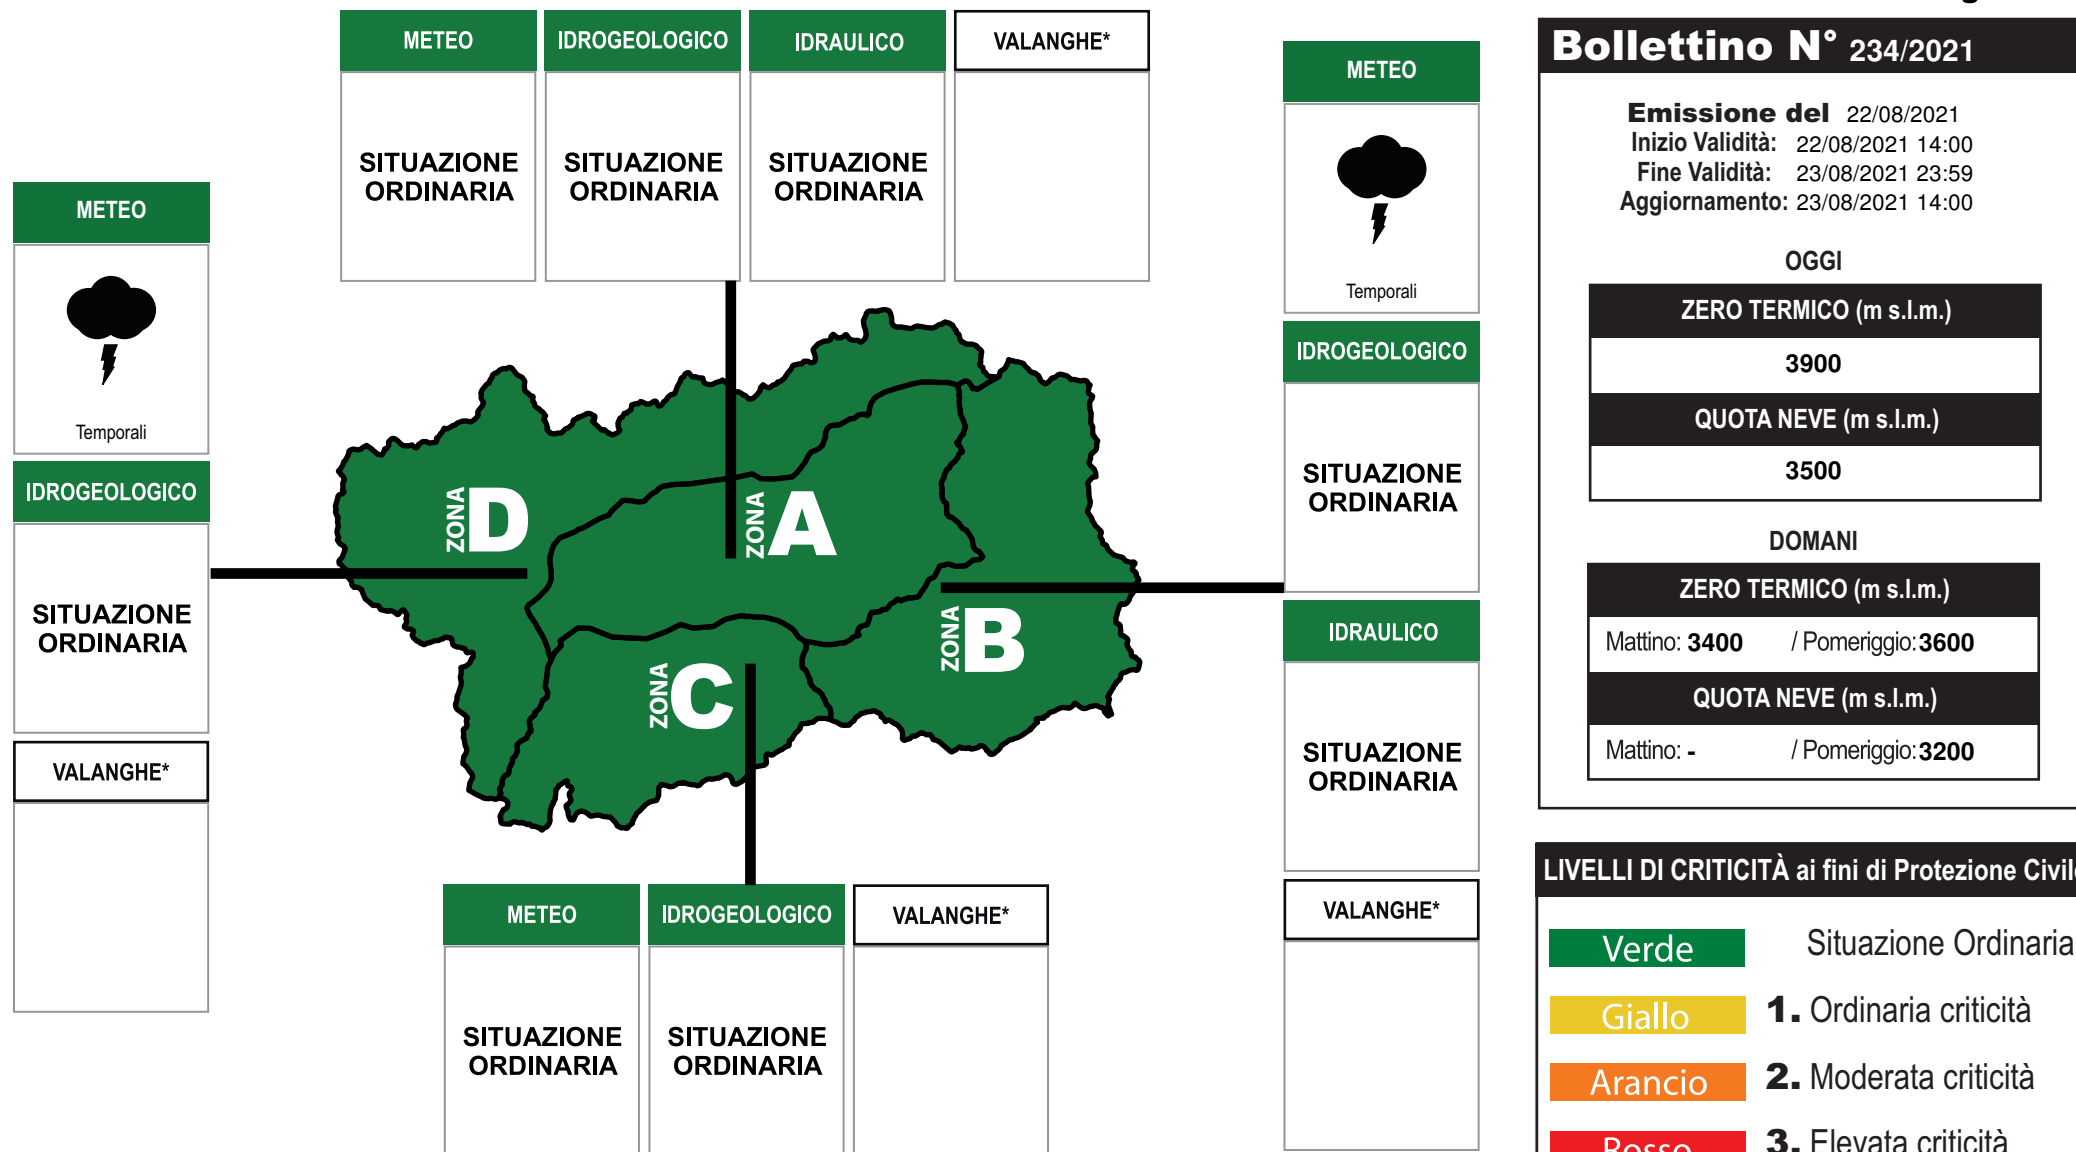 METEO IDROGEOLOGICO IDRAULICO VALANGHE*
SITUAZIONE ORDINARIA SITUAZIONE ORDINARIA SITUAZIONE ORDINARIA
METEO
Temporali
IDROGEOLOGICO
SITUAZIONE
ORDINARIA
VALANGHE*
ZONA D
ZONA A
ZONA B
ZONA C
METEO
Temporali
IDROGEOLOGICO
SITUAZIONE
ORDINARIA
IDRAULICO
SITUAZIONE
ORDINARIA
VALANGHE*
METEO IDROGEOLOGICO VALANGHE*
SITUAZIONE ORDINARIA SITUAZIONE ORDINARIA
Bollettino N° 234/2021
Emissione del 22/08/2021
Inizio Validità: 22/08/2021 14:00
Fine Validità: 23/08/2021 23:59
Aggiornamento: 23/08/2021 14:00
OGGI
ZERO TERMICO (m s.l.m.)
3900
QUOTA NEVE (m s.l.m.)
3500
DOMANI
ZERO TERMICO (m s.l.m.)
Mattino: 3400 / Pomeriggio: 3600
QUOTA NEVE (m s.l.m.)
Mattino: - / Pomeriggio: 3200
LIVELLI DI CRITICITÀ ai fini di Protezione Civile
Verde Situazione Ordinaria
Giallo 1. Ordinaria criticità
Arancio 2. Moderata criticità
Rosso 3. Elevata criticità